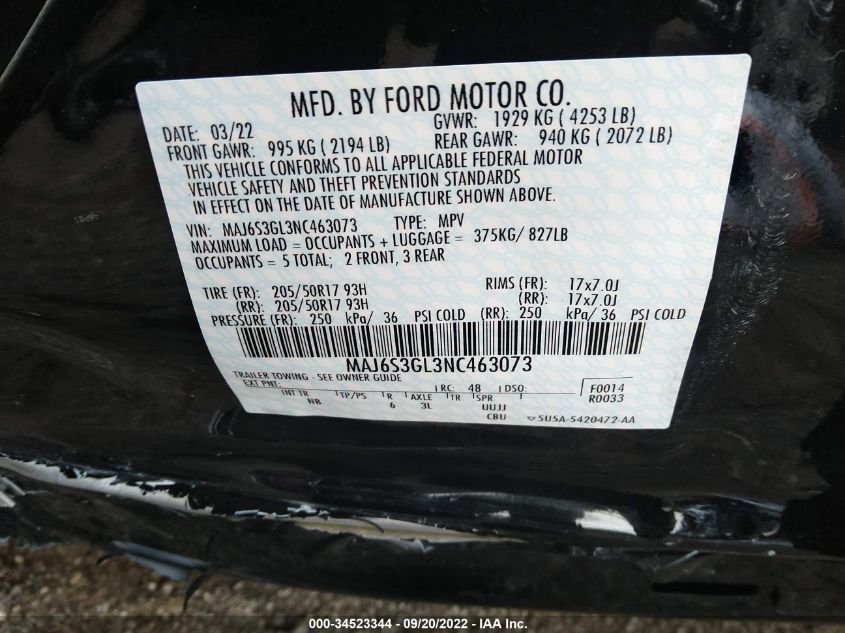 MFD. BY FORD MOTOR CO.
DATE: 03/22 GVWR: 1929 KG ( 4253 LB)
FRONT GAWR: 995 KG ( 2194 LB) REAR GAWR: 940 KG ( 2072 LB)
THIS VEHICLE CONFORMS TO ALL APPLICABLE FEDERAL MOTOR
VEHICLE SAFETY AND THEFT PREVENTION STANDARDS
IN EFFECT ON THE DATE OF MANUFACTURE SHOWN ABOVE.
VIN: MAJ6S3GL3NC463073 TYPE: MPV
MAXIMUM LOAD = OCCUPANTS + LUGGAGE = 375KG/ 827LB
OCCUPANTS = 5 TOTAL; 2 FRONT, 3 REAR
TIRE (FR): 205/50R17 93H RIMS (FR): 17x7.0J
(RR): 205/50R17 93H (RR): 17x7.0J
PRESSURE (FR): 250 kPa/ 36 PSI COLD (RR): 250 kPa/ 36 PSI COLD
MAJ6S3GL3NC463073
TRAILER TOWING - SEE OWNER GUIDE
EXT PNT: RC: 48 DSO: F0014
R0033
INT TR TP/PS R AXLE TR SPR
NB 6 3L UUJJ
CBU 5U5A-5420472-AA
000-34523344 / 09/20/2022 - IAA Inc.